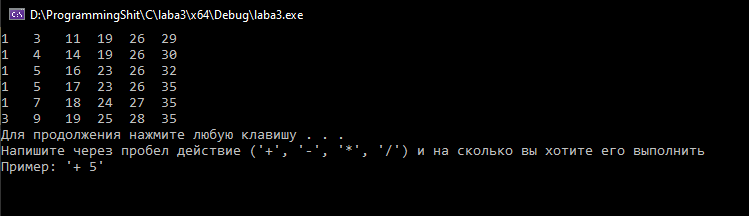 D:\ProgrammingShit\C\laba3\x64\Debug\laba3.exe
1 3 11 19 26 29
1 4 14 19 26 30
1 5 16 23 26 32
1 5 17 23 26 35
1 7 18 24 27 35
3 9 19 25 28 35
Для продолжения нажмите любую клавишу . . .
Напишите через пробел действие ('+', '-', '*', '/') и на сколько вы хотите его выполнить
Пример: '+ 5'